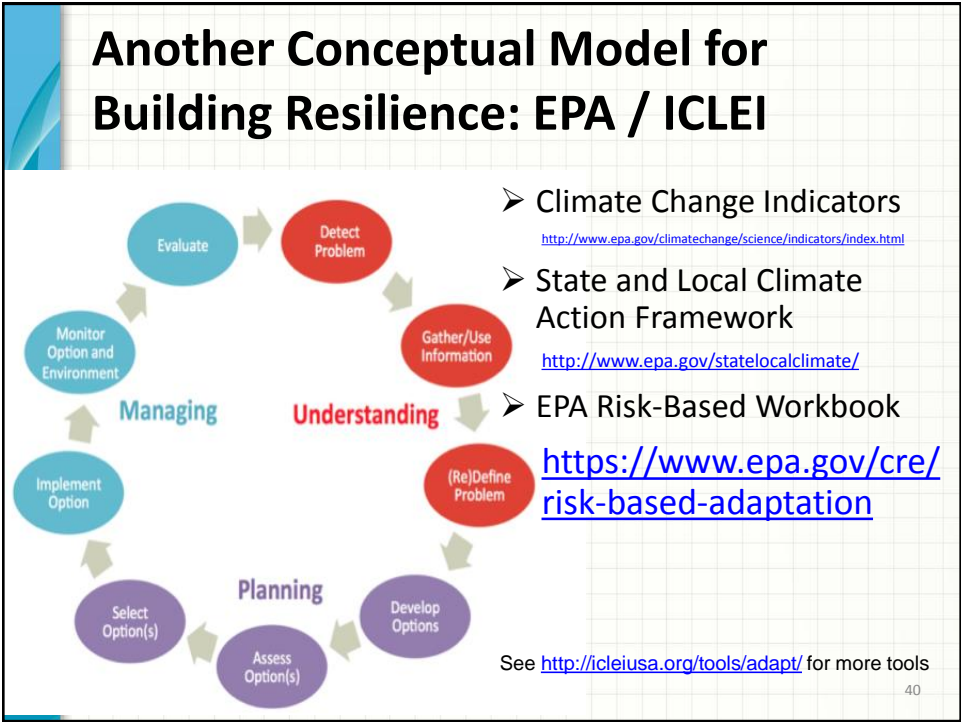 Another Conceptual Model for
Building Resilience: EPA / ICLEI
Evaluate
Detect
Problem
Gather/Use
Information
(Re)Define
Problem
Develop
Options
Assess
Option(s)
Select
Option(s)
Implement
Option
Monitor
Option and
Environment
Managing
Understanding
Planning
➢ Climate Change Indicators
http://www.epa.gov/climatechange/science/indicators/index.html
➢ State and Local Climate
Action Framework
http://www.epa.gov/statelocalclimate/
➢ EPA Risk-Based Workbook
https://www.epa.gov/cre/
risk-based-adaptation
See http://icleiusa.org/tools/adapt/ for more tools
40